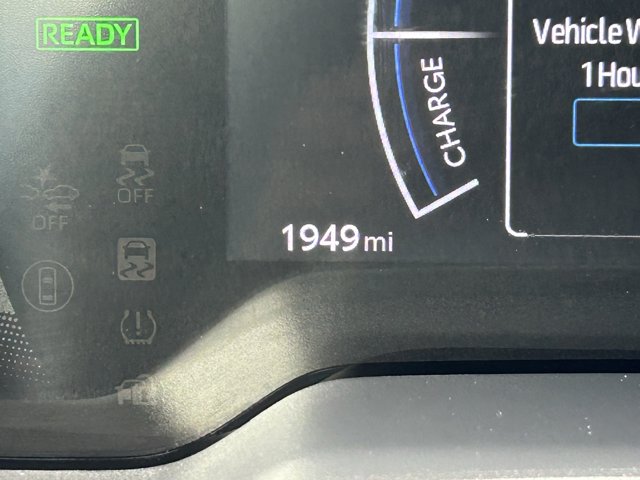 READY
Vehicle W
1 Hou
CHARGE
OFF
OFF
1949 mi